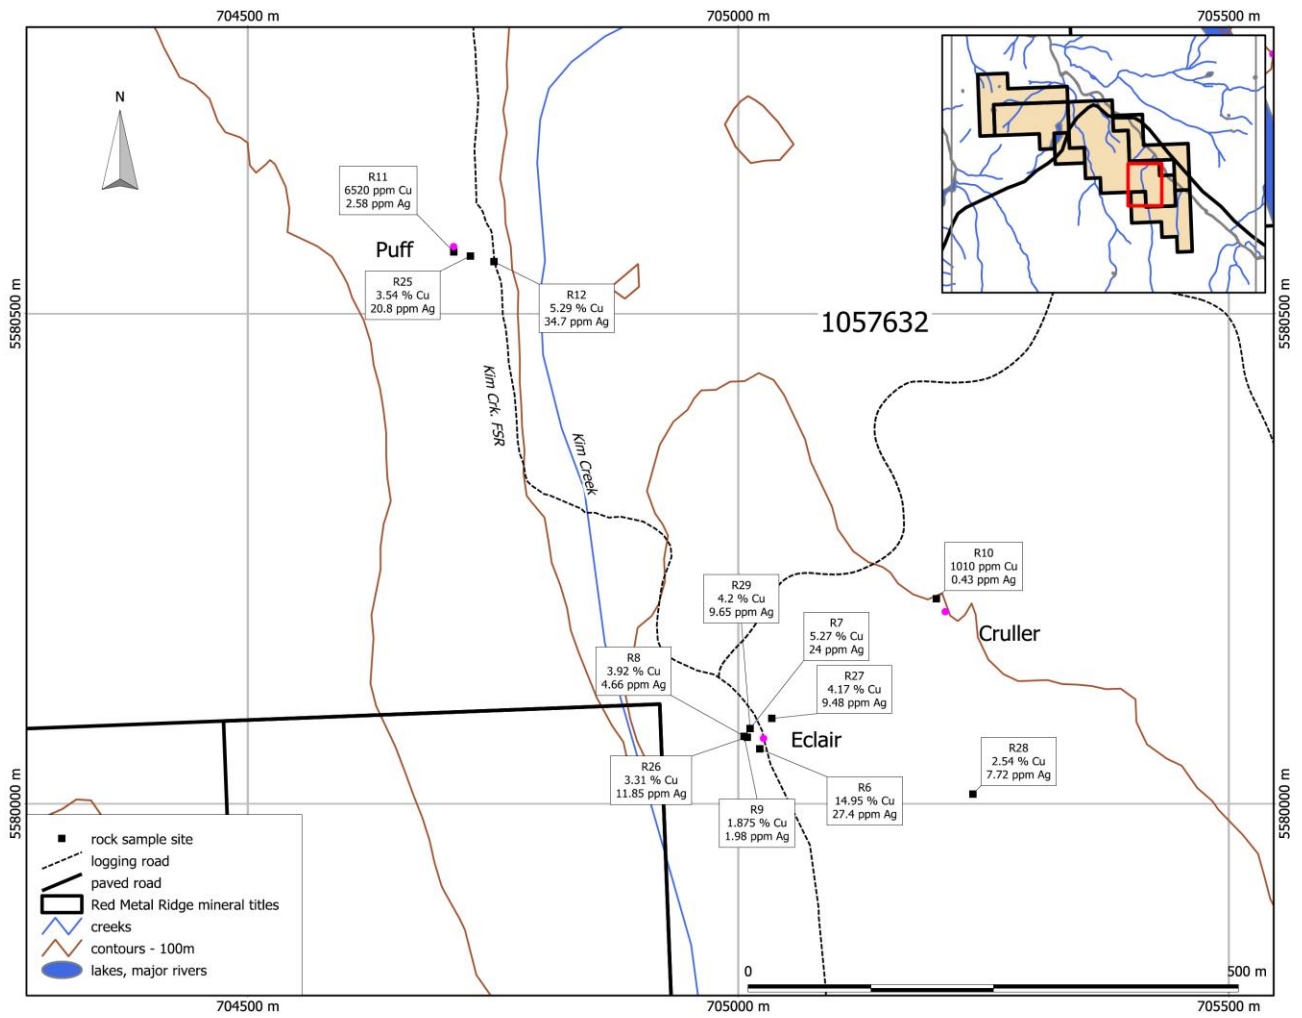 704500 m
705000 m
705500 m
N
R11
6520 ppm Cu
2.58 ppm Ag
Puff
R25
3.54 % Cu
20.8 ppm Ag
R12
5.29 % Cu
34.7 ppm Ag
1057632
5580500 m
5580500 m
Kim Crk. FSR
Kim Creek
R10
1010 ppm Cu
0.43 ppm Ag
R29
4.2 % Cu
9.65 ppm Ag
R7
5.27 % Cu
24 ppm Ag
Cruller
R8
3.92 % Cu
4.66 ppm Ag
R27
4.17 % Cu
9.48 ppm Ag
Eclair
R28
2.54 % Cu
7.72 ppm Ag
R26
3.31 % Cu
11.85 ppm Ag
R6
14.95 % Cu
27.4 ppm Ag
R9
1.875 % Cu
1.98 ppm Ag
5580000 m
5580000 m
rock sample site
logging road
paved road
Red Metal Ridge mineral titles
creeks
contours - 100m
lakes, major rivers
0
500 m
704500 m
705000 m
705500 m